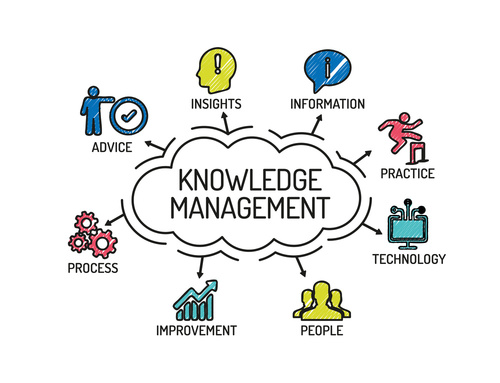 INSIGHTS
INFORMATION
ADVICE
PRACTICE
KNOWLEDGE
MANAGEMENT
TECHNOLOGY
PROCESS
IMPROVEMENT
PEOPLE